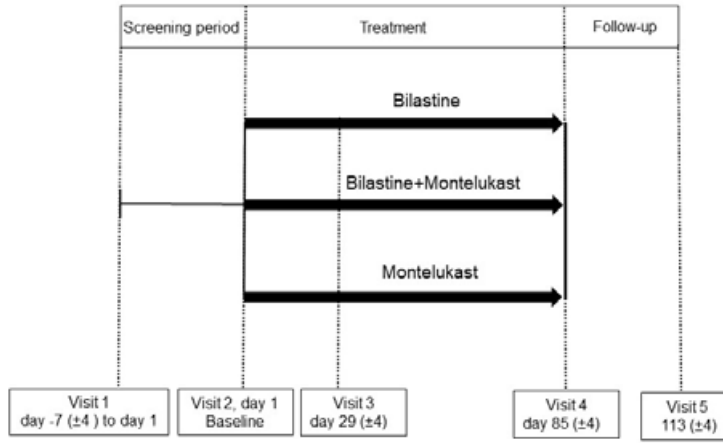 Screening period
Treatment
Follow-up
Bilastine
Bilastine+Montelukast
Montelukast
Visit 1
day -7 (±4 ) to day 1
Visit 2, day 1
Baseline
Visit 3
day 29 (±4)
Visit 4
day 85 (±4)
Visit 5
113 (±4)